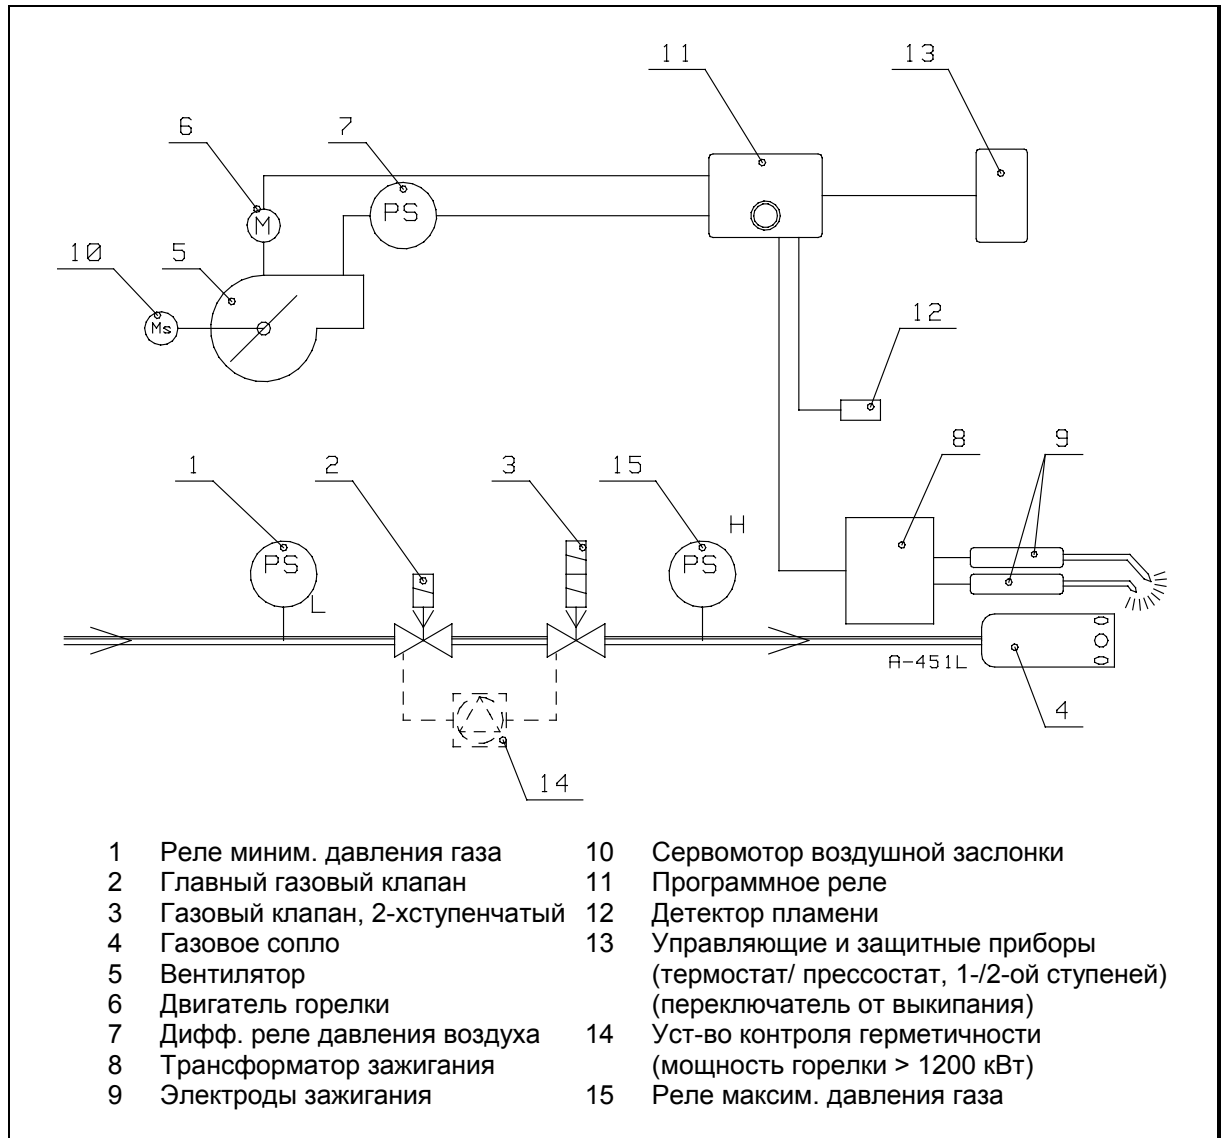 11
13
6
7
PS
M
10
5
Ms
12
1
2
3
15
8
9
H
PS
PS
L
A-451L
4
14
1 Реле миним. давления газа
2 Главный газовый клапан
3 Газовый клапан, 2-хступенчатый
4 Газовое сопло
5 Вентилятор
6 Двигатель горелки
7 Дифф. реле давления воздуха
8 Трансформатор зажигания
9 Электроды зажигания
10 Сервомотор воздушной заслонки
11 Программное реле
12 Детектор пламени
13 Управляющие и защитные приборы
(термостат/ прессостат, 1-/2-ой ступеней)
(переключатель от выкипания)
14 Уст-во контроля герметичности
(мощность горелки > 1200 кВт)
15 Реле максим. давления газа